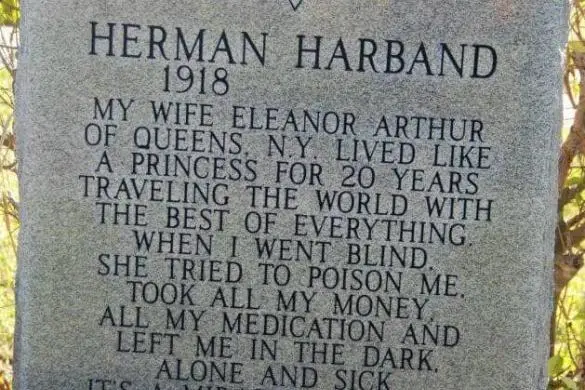 HERMAN HARBAND
1918
MY WIFE ELEANOR ARTHUR
OF QUEENS, N.Y. LIVED LIKE
A PRINCESS FOR 20 YEARS
TRAVELING THE WORLD WITH
THE BEST OF EVERYTHING.
WHEN I WENT BLIND,
SHE TRIED TO POISON ME,
TOOK ALL MY MONEY,
ALL MY MEDICATION AND
LEFT ME IN THE DARK,
ALONE AND SICK.
IT'S A